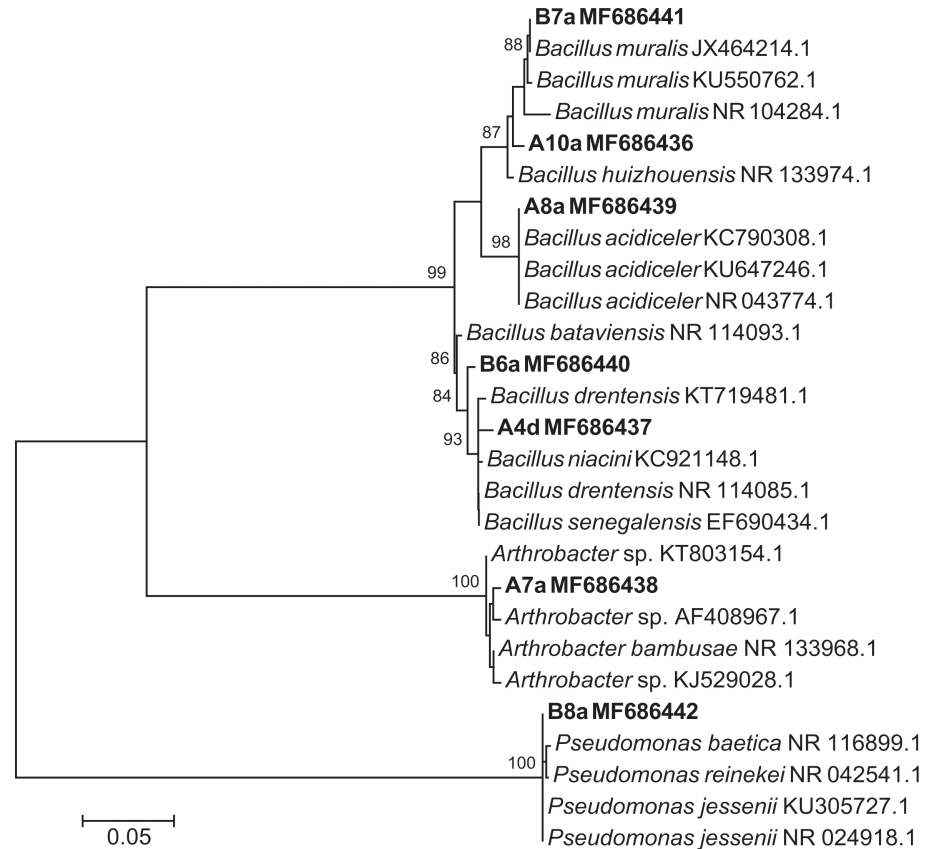 B7a MF686441
88
Bacillus muralis JX464214.1
Bacillus muralis KU550762.1
Bacillus muralis NR 104284.1
87
A10a MF686436
Bacillus huizhouensis NR 133974.1
A8a MF686439
98
Bacillus acidiceler KC790308.1
Bacillus acidiceler KU647246.1
99
Bacillus acidiceler NR 043774.1
Bacillus bataviensis NR 114093.1
86
B6a MF686440
84
Bacillus drentensis KT719481.1
A4d MF686437
93
Bacillus niacini KC921148.1
Bacillus drentensis NR 114085.1
Bacillus senegalensis EF690434.1
Arthrobacter sp. KT803154.1
100
A7a MF686438
Arthrobacter sp. AF408967.1
Arthrobacter bambusae NR 133968.1
Arthrobacter sp. KJ529028.1
B8a MF686442
Pseudomonas baetica NR 116899.1
100
Pseudomonas reinekei NR 042541.1
Pseudomonas jessenii KU305727.1
Pseudomonas jessenii NR 024918.1
0.05